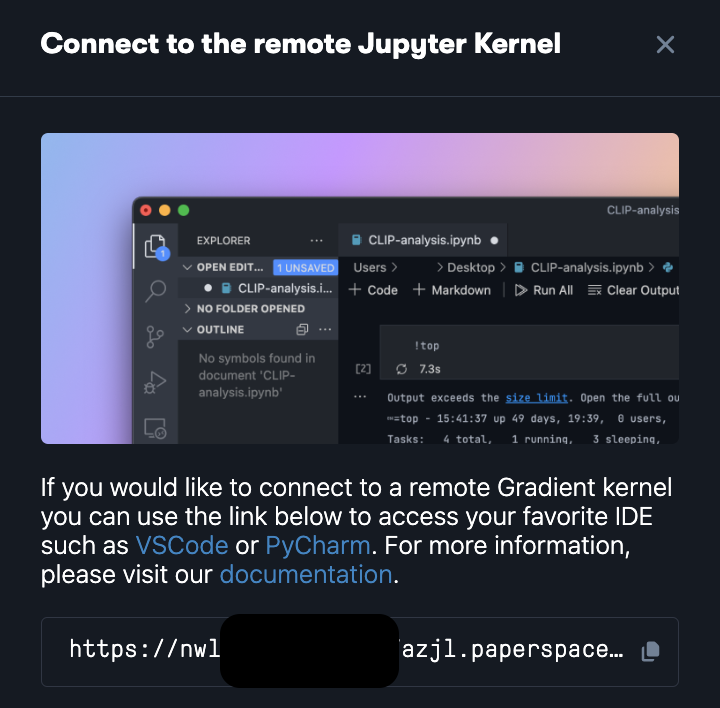 Connect to the remote Jupyter Kernel
CLIP-analysis
EXPLORER
CLIP-analysis.ipynb
1
OPEN EDIT... 1 UNSAVED
Users > > Desktop > CLIP-analysis.ipynb >
CLIP-analysis.i...
+ Code + Markdown Run All Clear Output
NO FOLDER OPENED
OUTLINE
!top
No symbols found in
document 'CLIP-
analysis.ipynb'
[2] 7.3s
Output exceeds the size limit. Open the full ou
top - 15:41:37 up 49 days, 19:39, 0 users,
Tasks: 4 total, 1 running, 3 sleeping,
If you would like to connect to a remote Gradient kernel
you can use the link below to access your favorite IDE
such as VSCode or PyCharm. For more information,
please visit our documentation.
https://nwl azjl.paperspace...